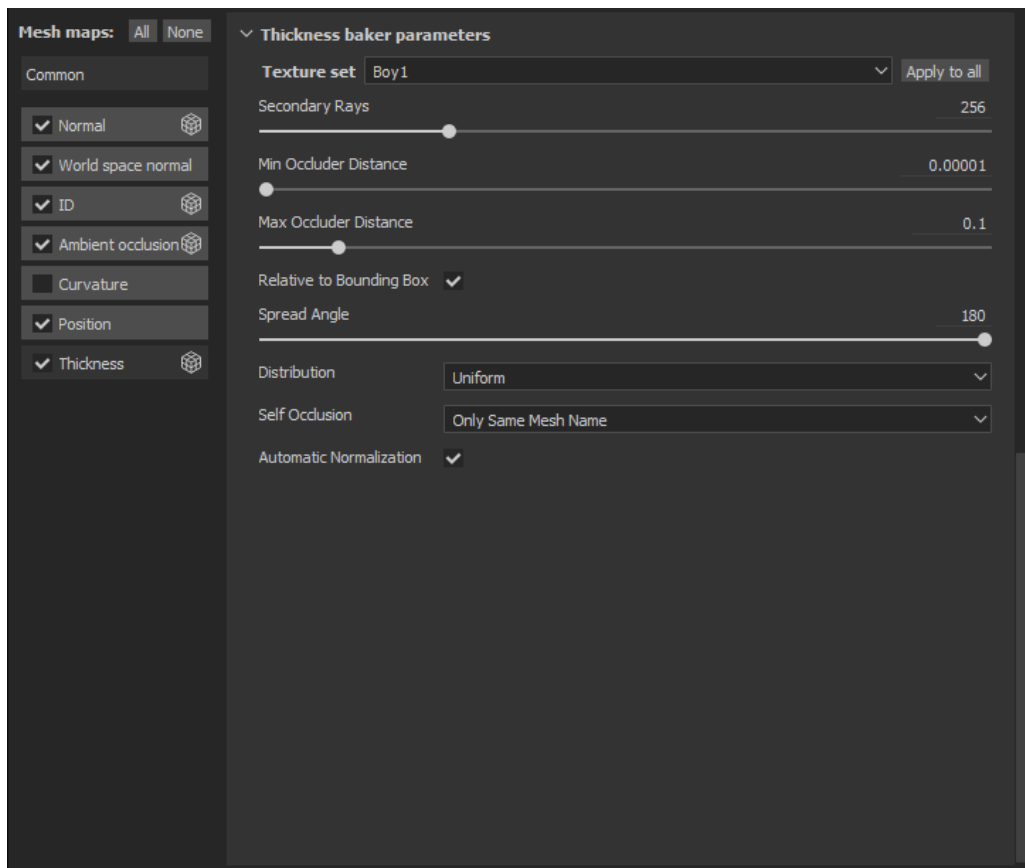 Mesh maps: All None
Common
Normal
World space normal
ID
Ambient occlusion
Curvature
Position
Thickness
Thickness baker parameters
Texture set Boy1 Apply to all
Secondary Rays 256
Min Occluder Distance 0.00001
Max Occluder Distance 0.1
Relative to Bounding Box
Spread Angle 180
Distribution Uniform
Self Occlusion Only Same Mesh Name
Automatic Normalization